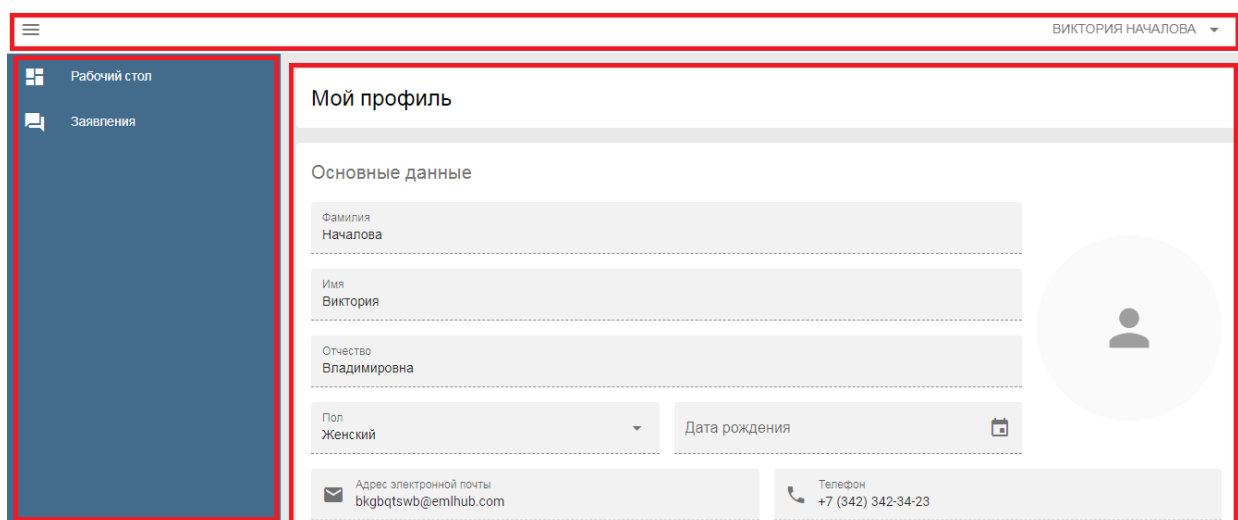 ВИКТОРИЯ НАЧАЛОВА
Рабочий стол
Заявления
Мой профиль
Основные данные
Фамилия
Началова
Имя
Виктория
Отчество
Владимировна
Пол
Женский
Дата рождения
Адрес электронной почты
bkgbqtswb@emlhub.com
Телефон
+7 (342) 342-34-23